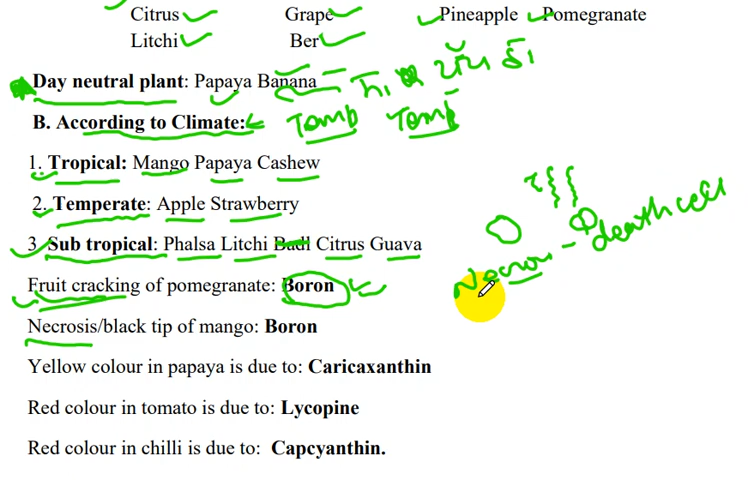 Citrus Grape Pineapple Pomegranate
Litchi Ber
Day neutral plant: Papaya Banana
B. According to Climate: Temp Temp
1. Tropical: Mango Papaya Cashew
2. Temperate: Apple Strawberry
3. Sub tropical: Phalsa Litchi Badl Citrus Guava
Fruit cracking of pomegranate: Boron
Necrosis - death cell
Necrosis/black tip of mango: Boron
Yellow colour in papaya is due to: Caricaxanthin
Red colour in tomato is due to: Lycopine
Red colour in chilli is due to: Capcyanthin.